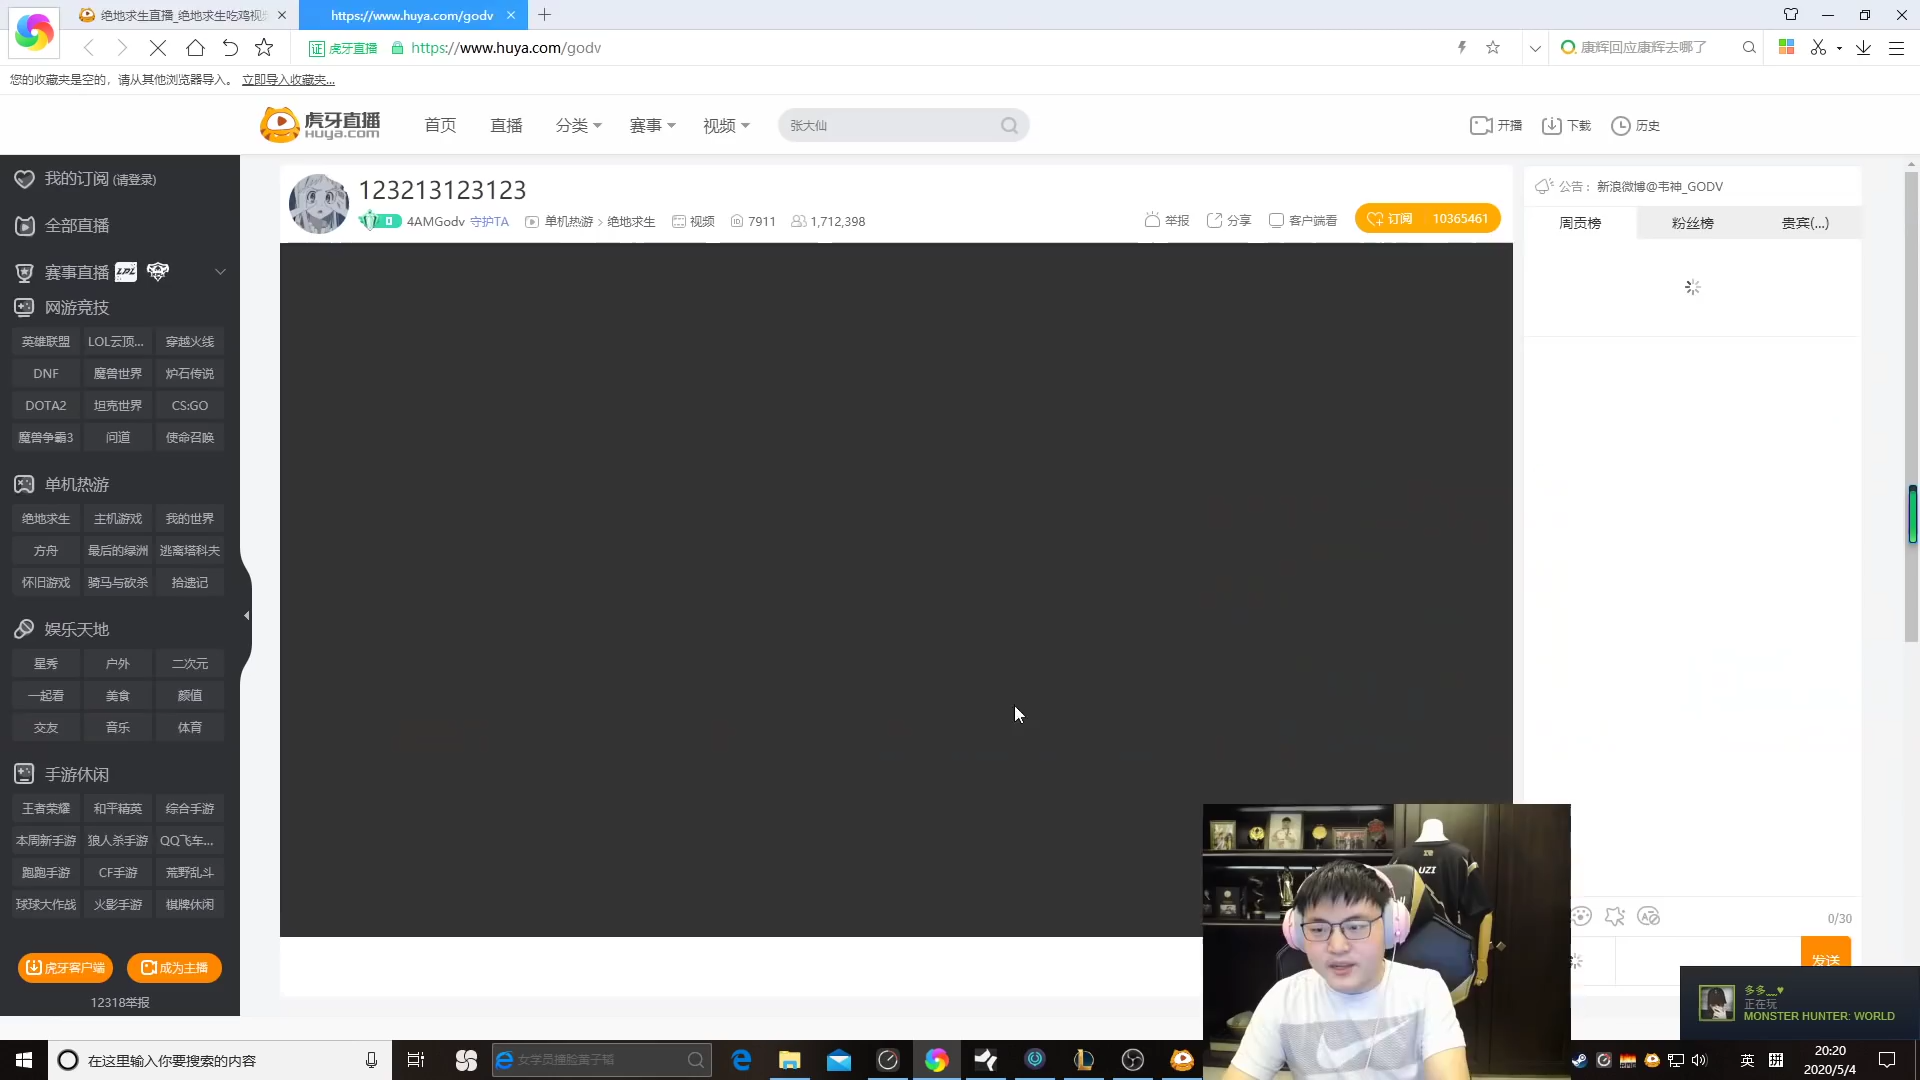 绝地求生直播_绝地求生吃鸡视频
https://www.huya.com/godv
证 虎牙直播 https://www.huya.com/godv
康辉回应康辉去哪了
您的收藏夹是空的，请从其他浏览器导入。 立即导入收藏夹...
虎牙直播
HUYA.com
首页 直播 分类 赛事 视频
张大仙
开播 下载 历史
我的订阅 (请登录)
全部直播
赛事直播 LPL
网游竞技
英雄联盟 LOL云顶... 穿越火线
DNF 魔兽世界 炉石传说
DOTA2 坦克世界 CS:GO
魔兽争霸3 问道 使命召唤
单机热游
绝地求生 主机游戏 我的世界
方舟 最后的绿洲 逃离塔科夫
怀旧游戏 骑马与砍杀 拾遗记
娱乐天地
星秀 户外 二次元
一起看 美食 颜值
交友 音乐 体育
手游休闲
王者荣耀 和平精英 综合手游
本周新手游 狼人杀手游 QQ飞车...
跑跑手游 CF手游 荒野乱斗
球球大作战 火影手游 棋牌休闲
虎牙客户端 成为主播
12318举报
123213123123
4AMGodv 守护TA 单机热游 > 绝地求生 视频 7911 1,712,398
举报 分享 客户端看 订阅 10365461
公告： 新浪微博@韦神_GODV
周贡榜 粉丝榜 贵宾(...)
0/30
发送
UZI
多多﹏♥
正在玩
MONSTER HUNTER: WORLD
在这里输入你要搜索的内容
英 拼
20:20
2020/5/4